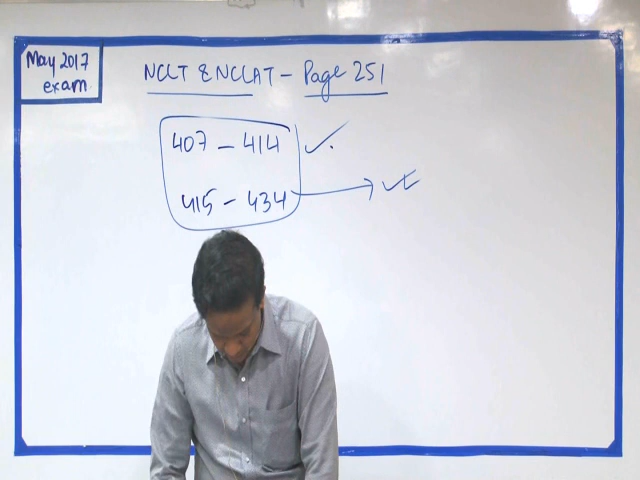 May 2017
exam
NCLT & NCLAT - Page 251
407 - 414 ✓
415 - 434 → ✓